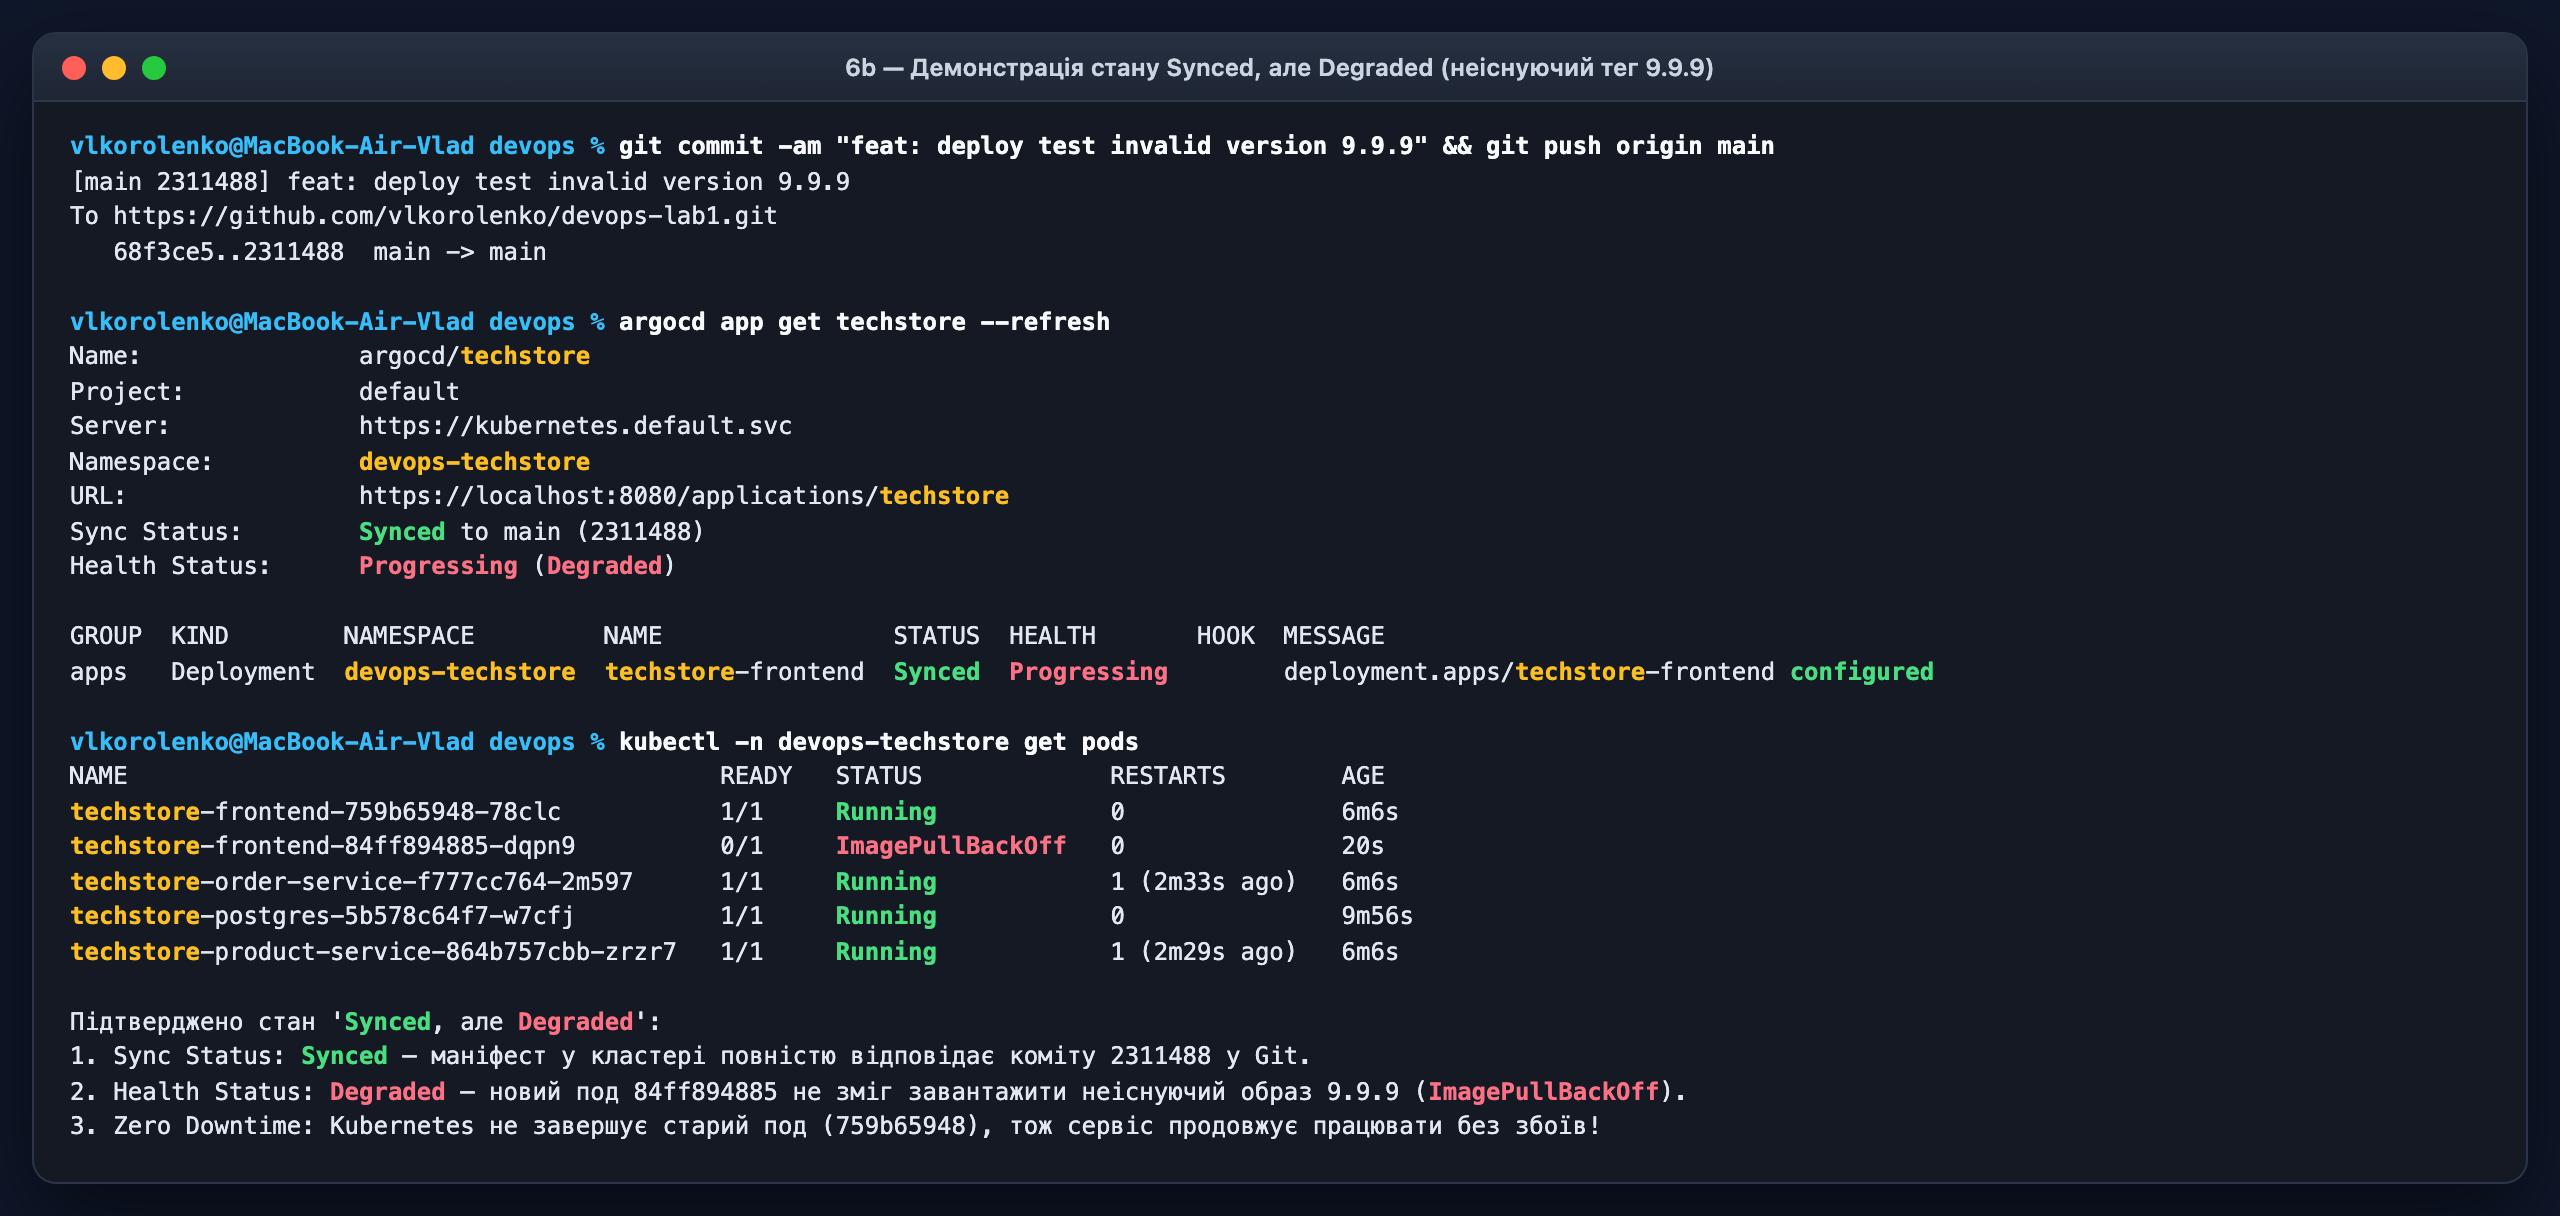 6b — Демонстрація стану Synced, але Degraded (неіснуючий тег 9.9.9)
vlkorolenko@MacBook-Air-Vlad devops % git commit -am "feat: deploy test invalid version 9.9.9" && git push origin main
[main 2311488] feat: deploy test invalid version 9.9.9
To https://github.com/vlkorolenko/devops-lab1.git
   68f3ce5..2311488  main -> main
vlkorolenko@MacBook-Air-Vlad devops % argocd app get techstore --refresh
Name:               argocd/techstore
Project:            default
Server:             https://kubernetes.default.svc
Namespace:          devops-techstore
URL:                https://localhost:8080/applications/techstore
Sync Status:        Synced to main (2311488)
Health Status:      Progressing (Degraded)
GROUP  KIND        NAMESPACE         NAME                STATUS  HEALTH       HOOK  MESSAGE
apps   Deployment  devops-techstore  techstore-frontend  Synced  Progressing        deployment.apps/techstore-frontend configured
vlkorolenko@MacBook-Air-Vlad devops % kubectl -n devops-techstore get pods
NAME                                         READY   STATUS             RESTARTS        AGE
techstore-frontend-759b65948-78clc           1/1     Running            0               6m6s
techstore-frontend-84ff894885-dqpn9          0/1     ImagePullBackOff   0               20s
techstore-order-service-f777cc764-2m597      1/1     Running            1 (2m33s ago)   6m6s
techstore-postgres-5b578c64f7-w7cfj          1/1     Running            0               9m56s
techstore-product-service-864b757cbb-zrzr7   1/1     Running            1 (2m29s ago)   6m6s
Підтверджено стан 'Synced, але Degraded':
1. Sync Status: Synced — маніфест у кластері повністю відповідає коміту 2311488 у Git.
2. Health Status: Degraded — новий под 84ff894885 не зміг завантажити неіснуючий образ 9.9.9 (ImagePullBackOff).
3. Zero Downtime: Kubernetes не завершує старий под (759b65948), тож сервіс продовжує працювати без збоїв!